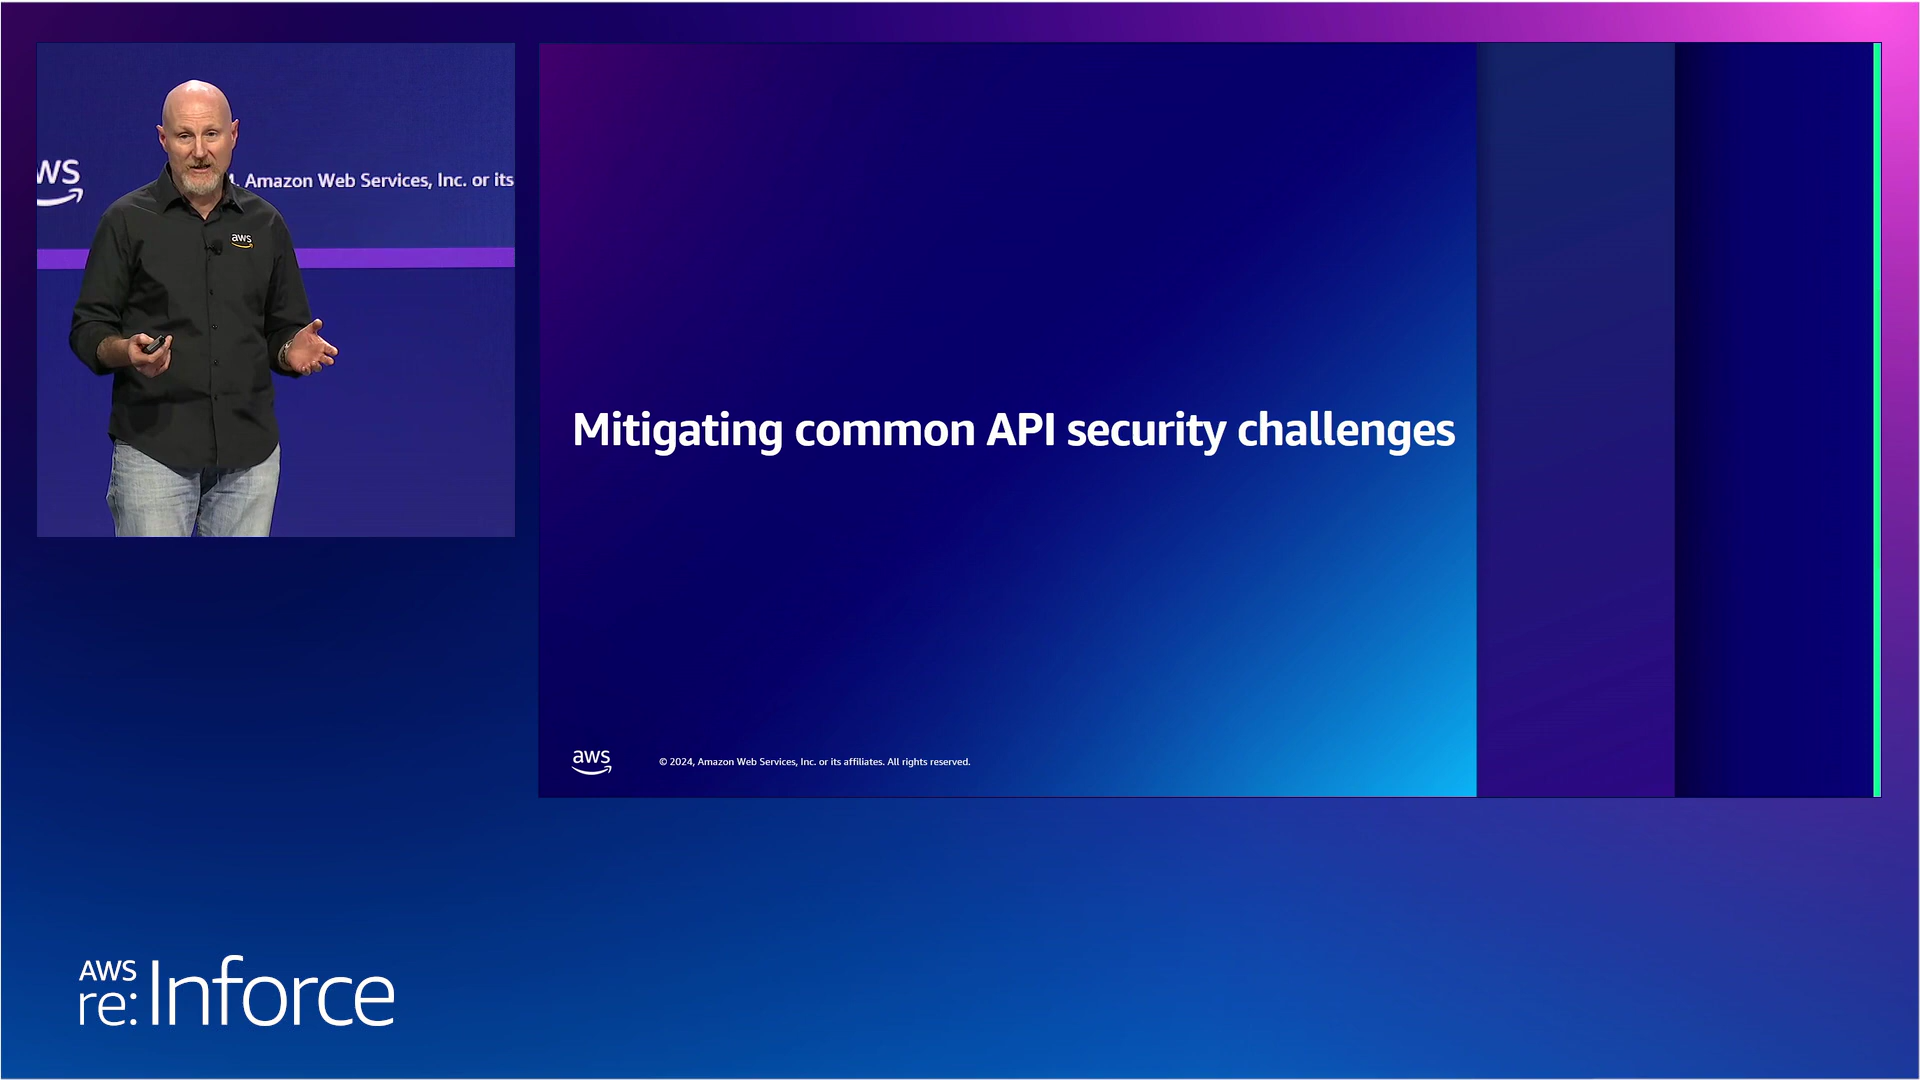 aws
Amazon Web Services, Inc. or its
aws
Mitigating common API security challenges
aws
© 2024, Amazon Web Services, Inc. or its affiliates. All rights reserved.
AWS
re:Inforce